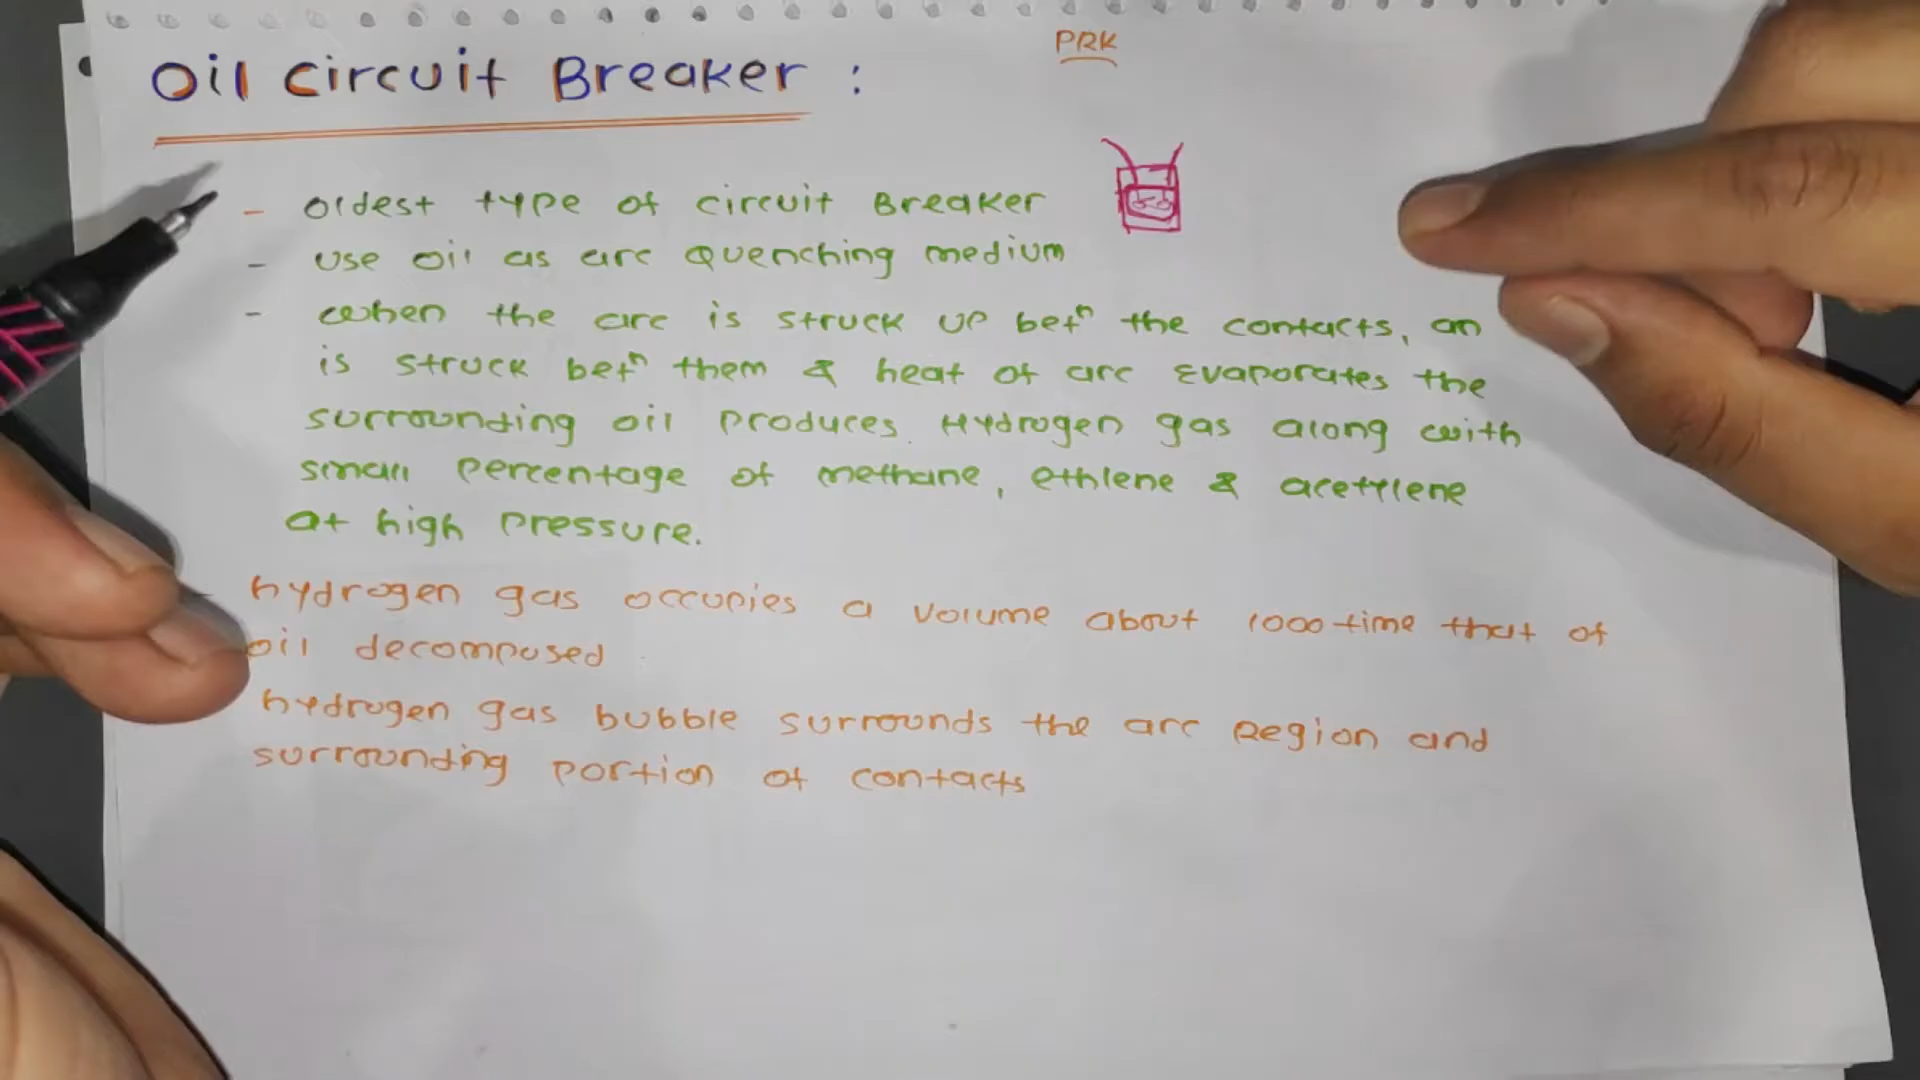 PRK
Oil Circuit Breaker :
- Oldest type of circuit Breaker
- use oil as arc Quenching medium
- when the arc is struck up betn the contacts, an
is struck betn them & heat of arc Evaporates the
surrounding oil produces Hydrogen gas along with
small percentage of methane, ethlene & acetylene
at high pressure.
- hydrogen gas occupies a volume about 1000 time that of
oil decomposed
hydrogen gas bubble surrounds the arc Region and
surrounding portion of contacts